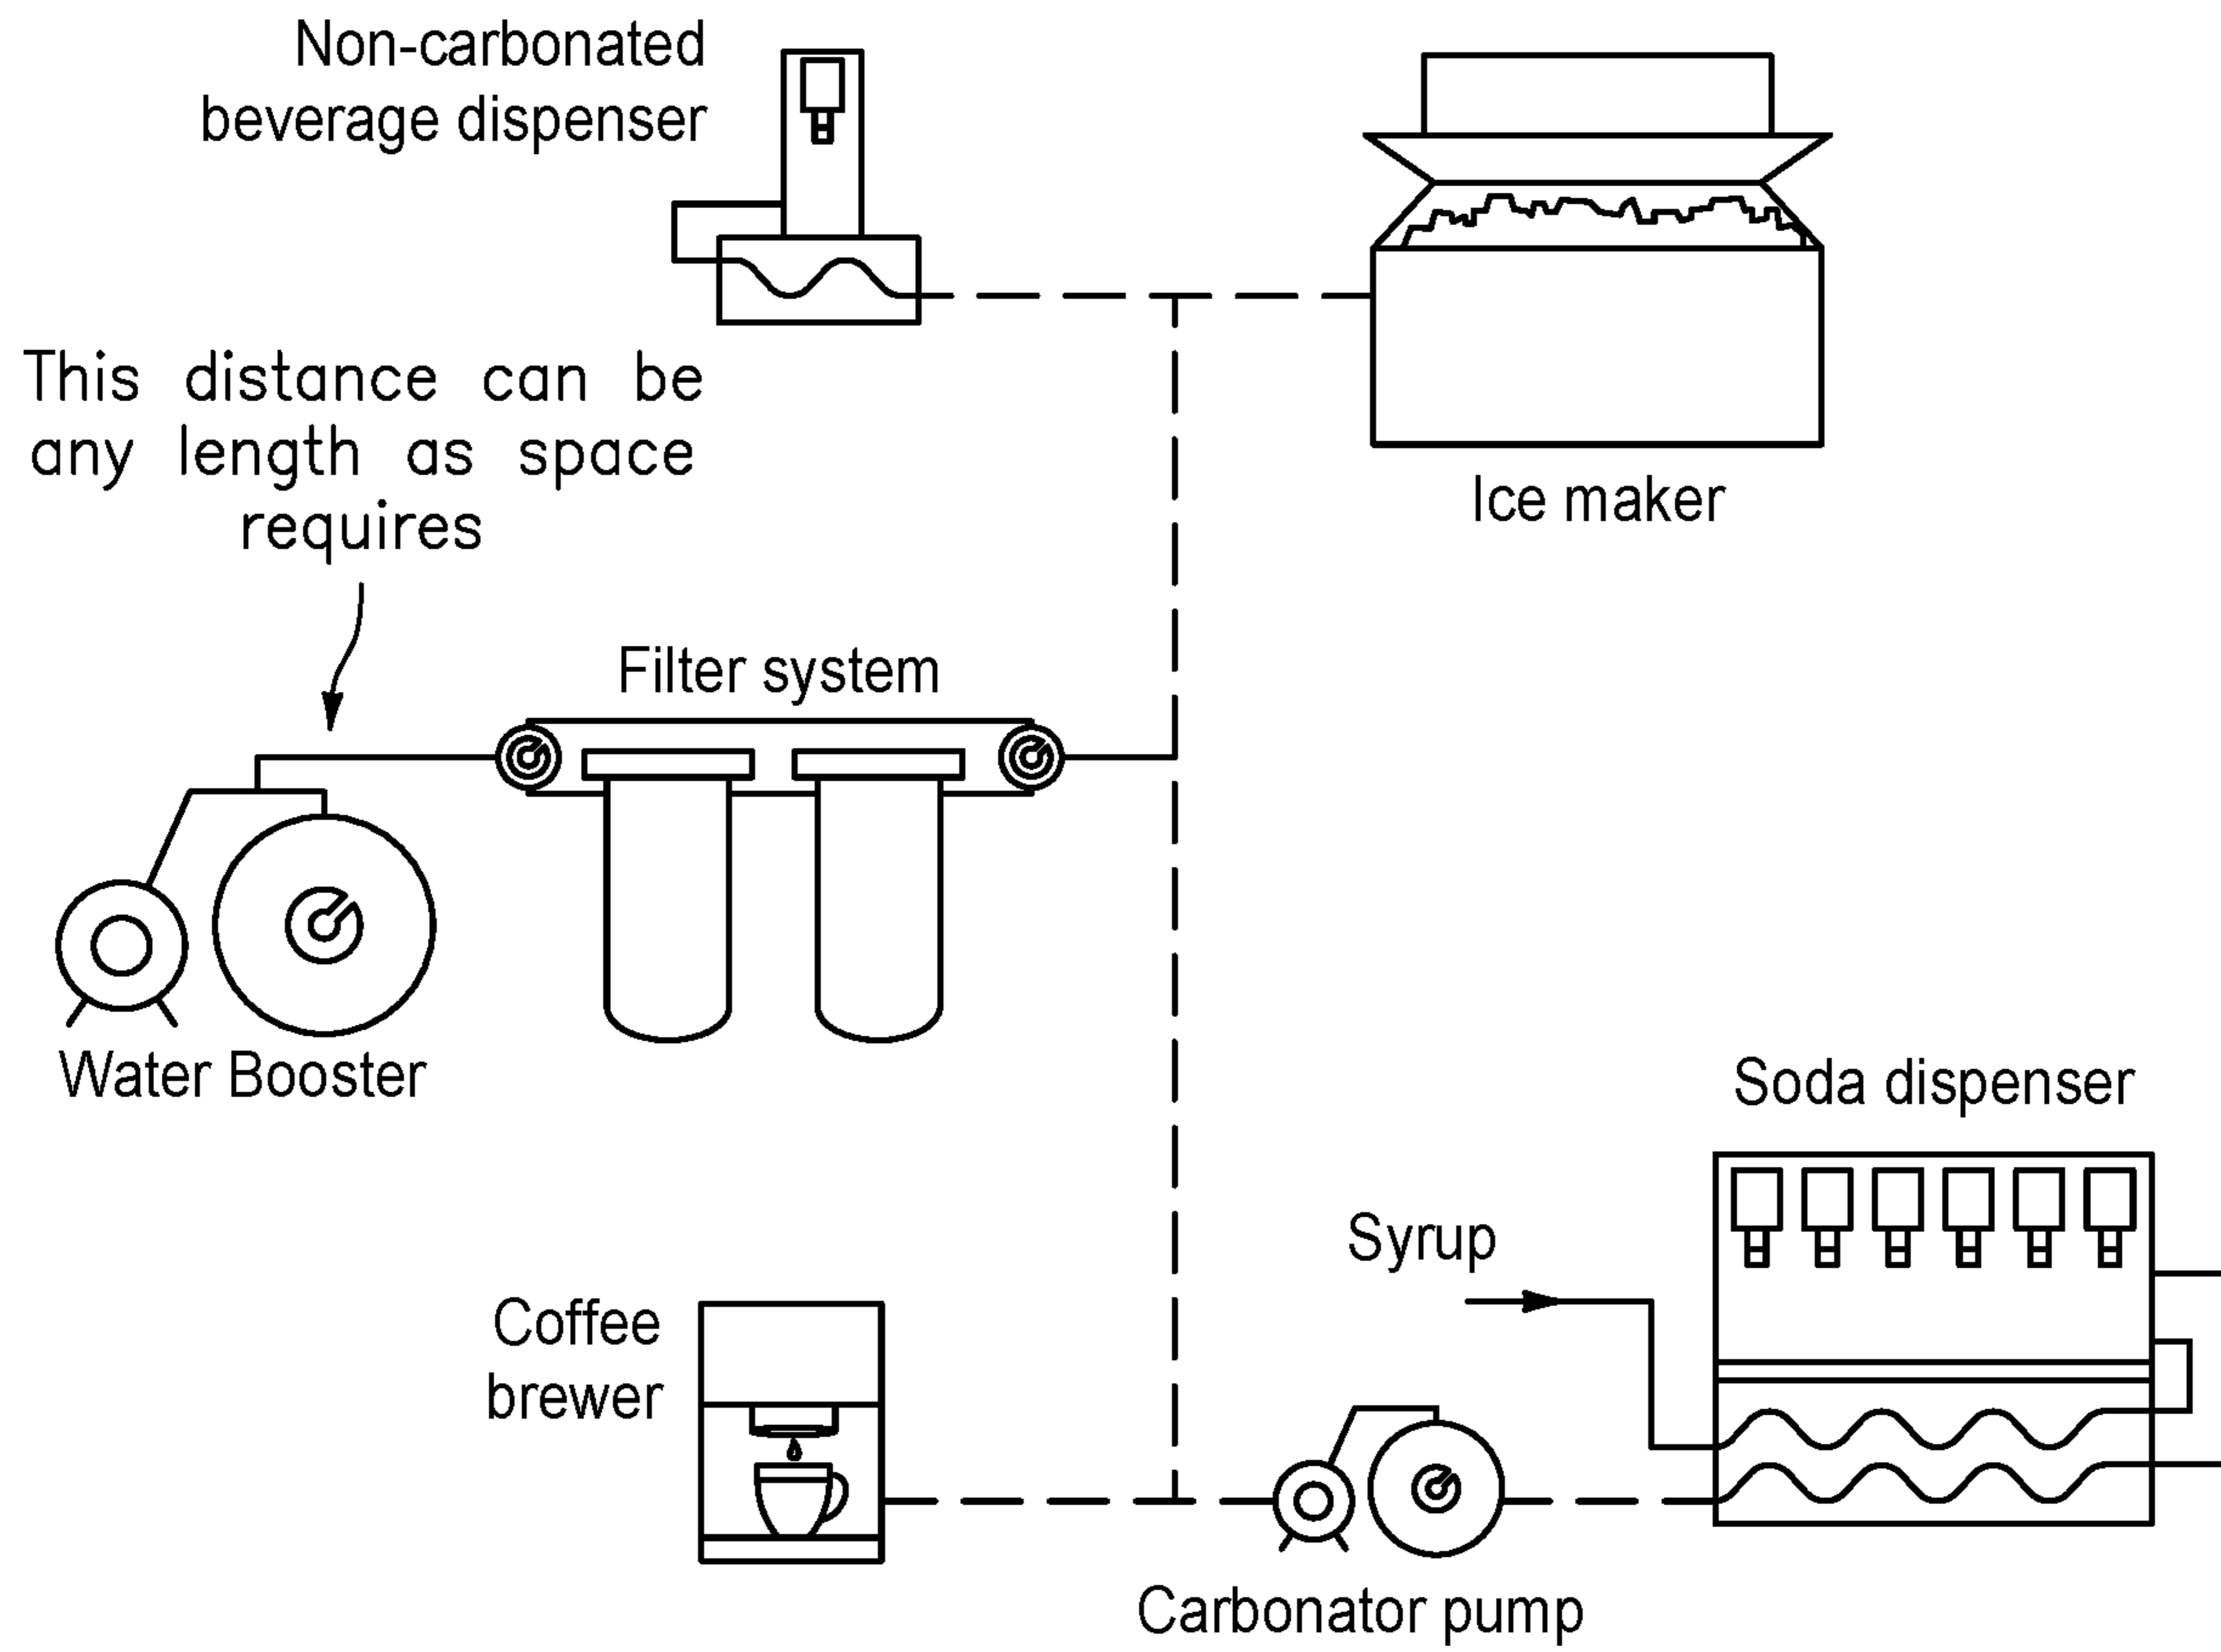 Non-carbonated
beverage dispenser
This distance can be
any length as space
requires
Ice maker
Filter system
Water Booster
Soda dispenser
Syrup
Coffee
brewer
Carbonator pump